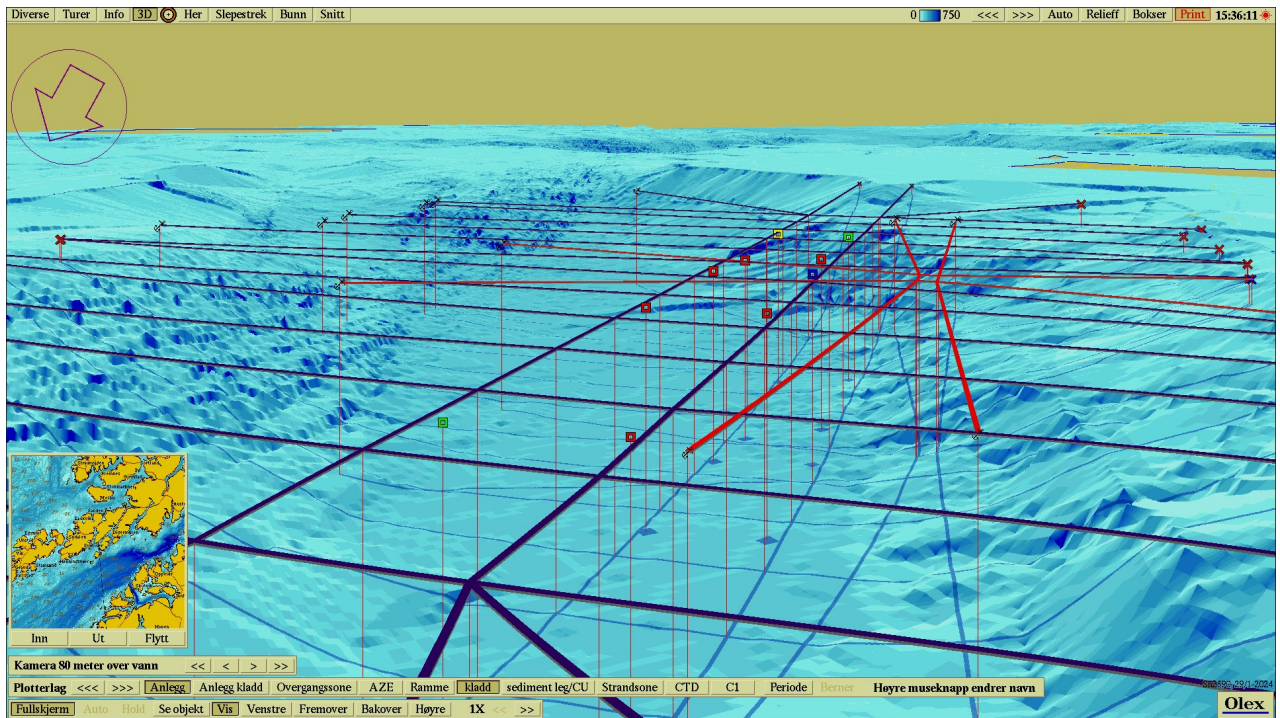 Diverse Turer Info 3D Her Slepestrek Bunn Snitt 0 750 <<< >>> Auto Relieff Bokser Print 15:36:11
Inn Ut Flytt
Kamera 80 meter over vann << < > >>
Plotterlag <<< >>> Anlegg Anlegg kladd Overgangssone AZE Ramme kladd sediment leg/CU Strandsone CTD C1 Periode Berner Høyre museknapp endrer navn
Fullskjerm Auto Hold Se objekt Vis Venstre Fremover Bakover Høyre 1X << >>
Olex